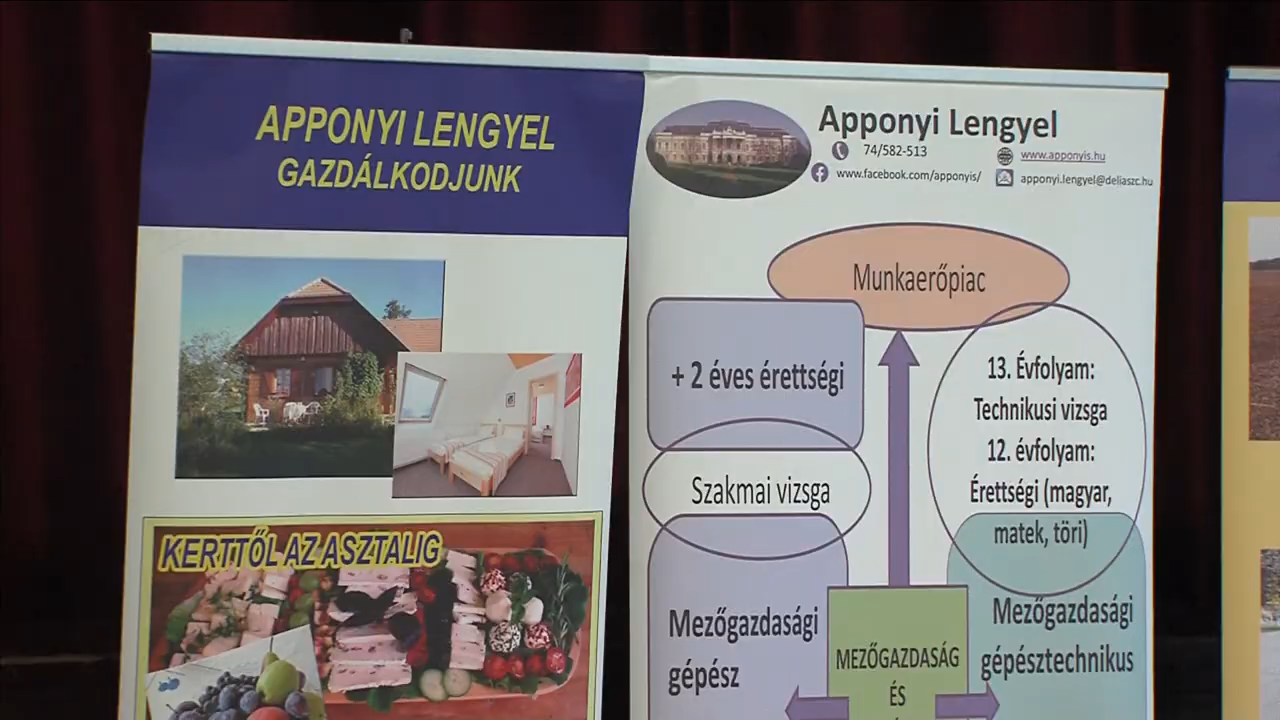 APPONYI LENGYEL
GAZDÁLKODJUNK
KERTTŐL AZ ASZTALIG
Apponyi Lengyel
74/582-513
www.apponyis.hu
www.facebook.com/apponyis/
apponyi.lengyel@deliaszc.hu
Munkaerőpiac
+ 2 éves érettségi
Szakmai vizsga
Mezőgazdasági
gépész
13. Évfolyam:
Technikusi vizsga
12. évfolyam:
Érettségi (magyar,
matek, töri)
Mezőgazdasági
gépésztechnikus
MEZŐGAZDASÁG
ÉS